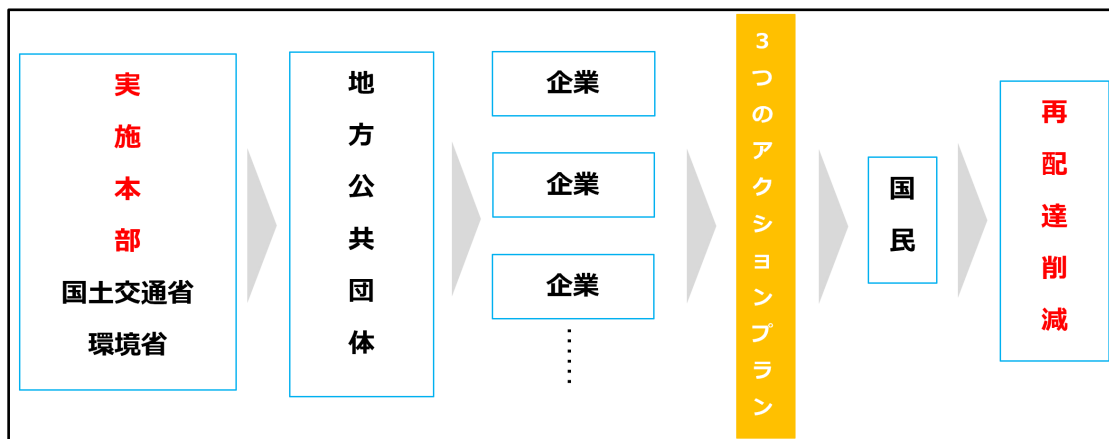 実施本部
国土交通省
環境省
地方公共団体
企業
企業
企業
３つのアクションプラン
国民
再配達削減